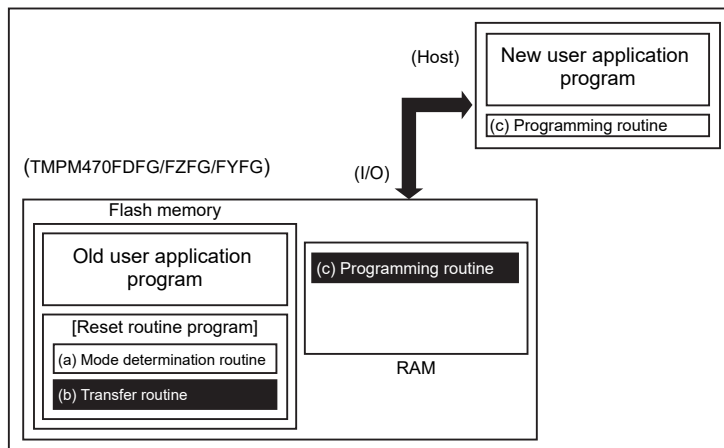 (Host)
New user application
program
(c) Programming routine
(TMPM470FDFG/FZFG/FYFG)
(I/O)
Flash memory
Old user application
program
[Reset routine program]
(a) Mode determination routine
(b) Transfer routine
(c) Programming routine
RAM